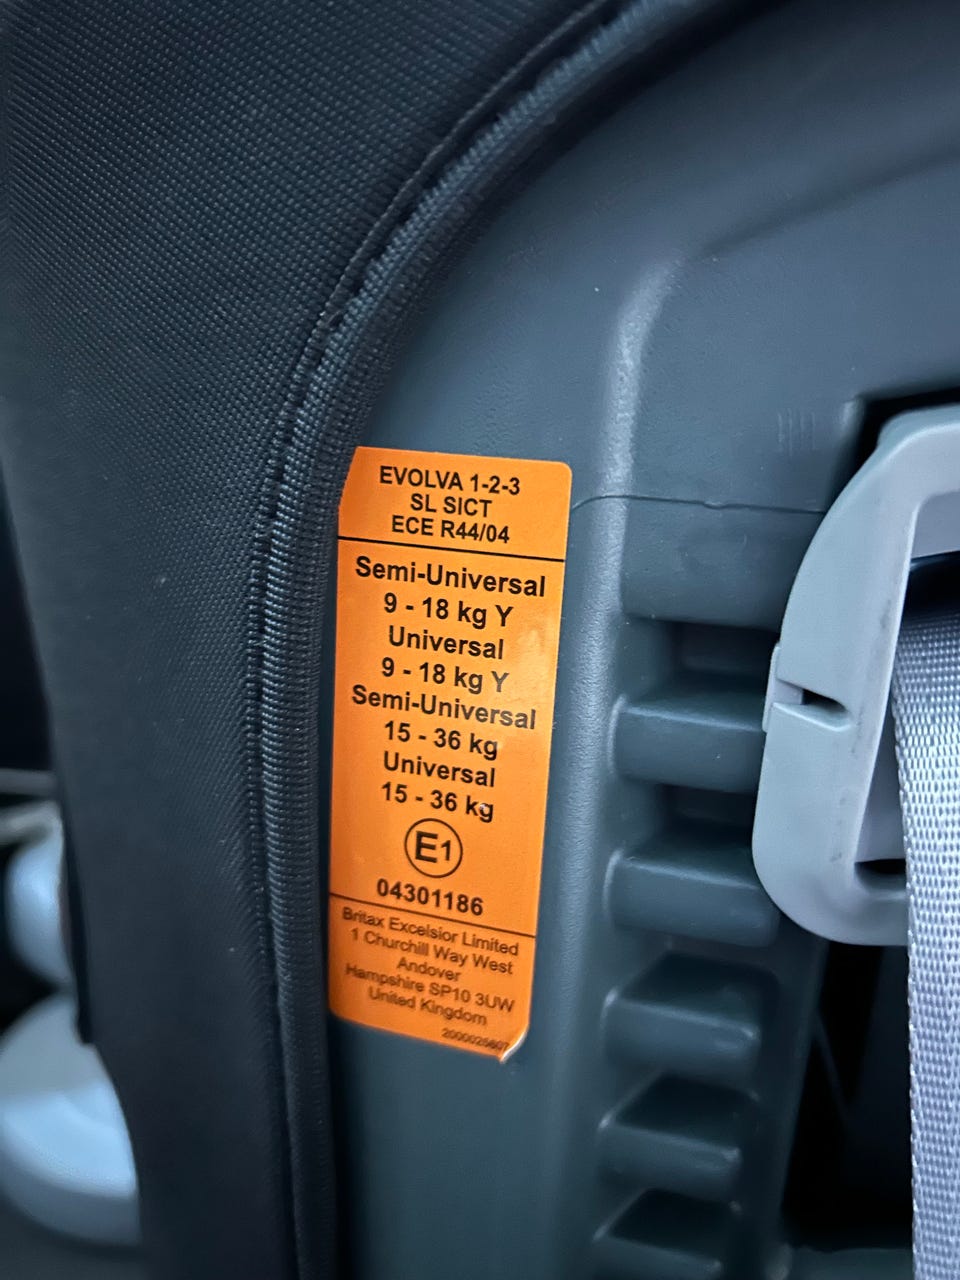 EVOLVA 1-2-3
SL SICT
ECE R44/04
Semi-Universal
9 - 18 kg Y
Universal
9 - 18 kg Y
Semi-Universal
15 - 36 kg
Universal
15 - 36 kg
E1
04301186
Britax Excelsior Limited
1 Churchill Way West
Andover
Hampshire SP10 3UW
United Kingdom
2000025607